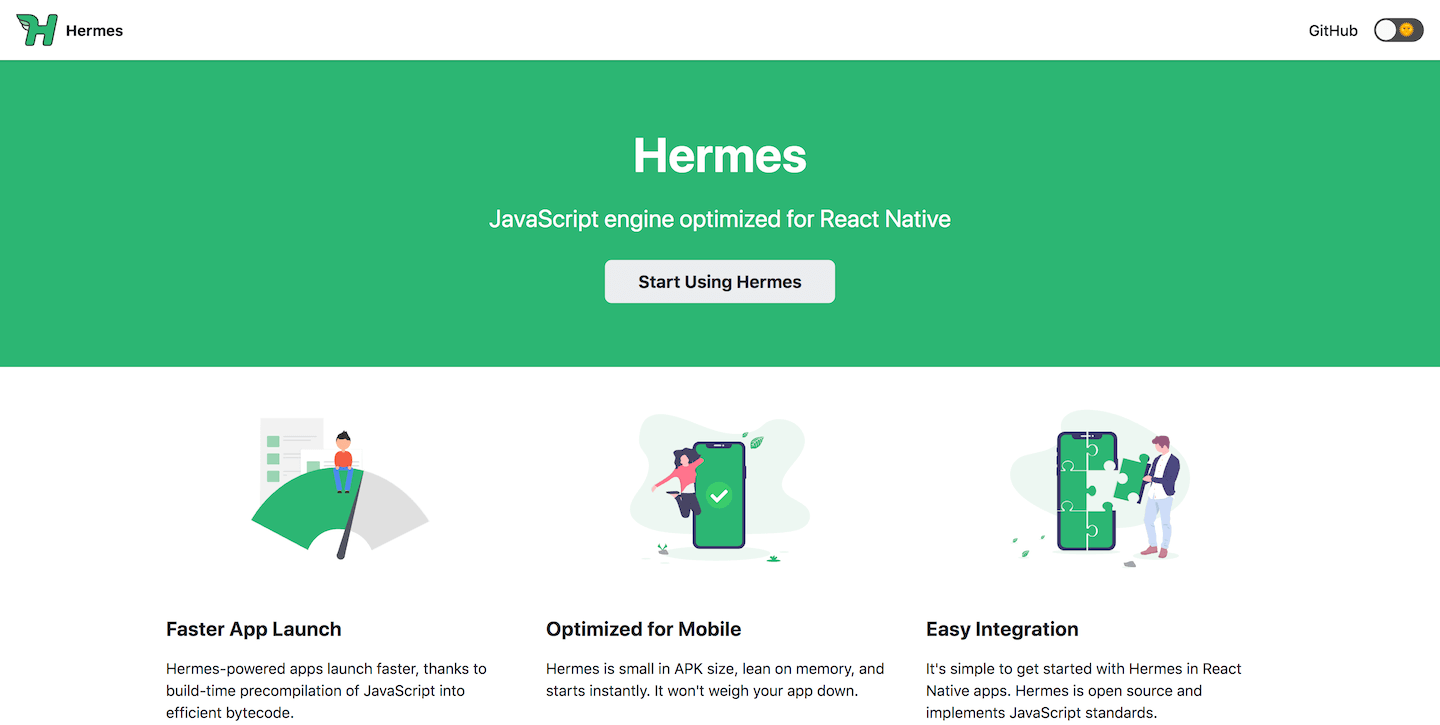 Hermes
GitHub
Hermes
JavaScript engine optimized for React Native
Start Using Hermes
Faster App Launch
Hermes-powered apps launch faster, thanks to
build-time precompilation of JavaScript into
efficient bytecode.
Optimized for Mobile
Hermes is small in APK size, lean on memory, and
starts instantly. It won't weigh your app down.
Easy Integration
It's simple to get started with Hermes in React
Native apps. Hermes is open source and
implements JavaScript standards.